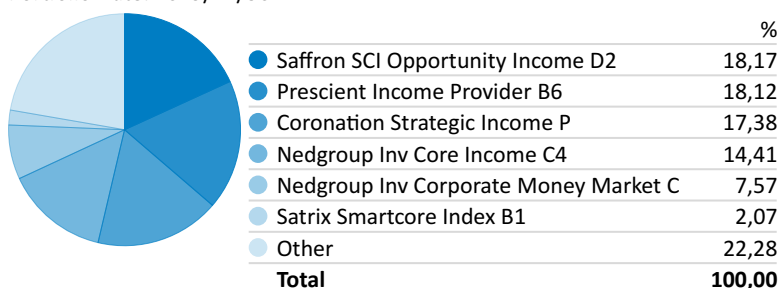 %
Saffron SCI Opportunity Income D2 18,17
Prescient Income Provider B6 18,12
Coronation Strategic Income P 17,38
Nedgroup Inv Core Income C4 14,41
Nedgroup Inv Corporate Money Market C 7,57
Satrix Smartcore Index B1 2,07
Other 22,28
Total 100,00